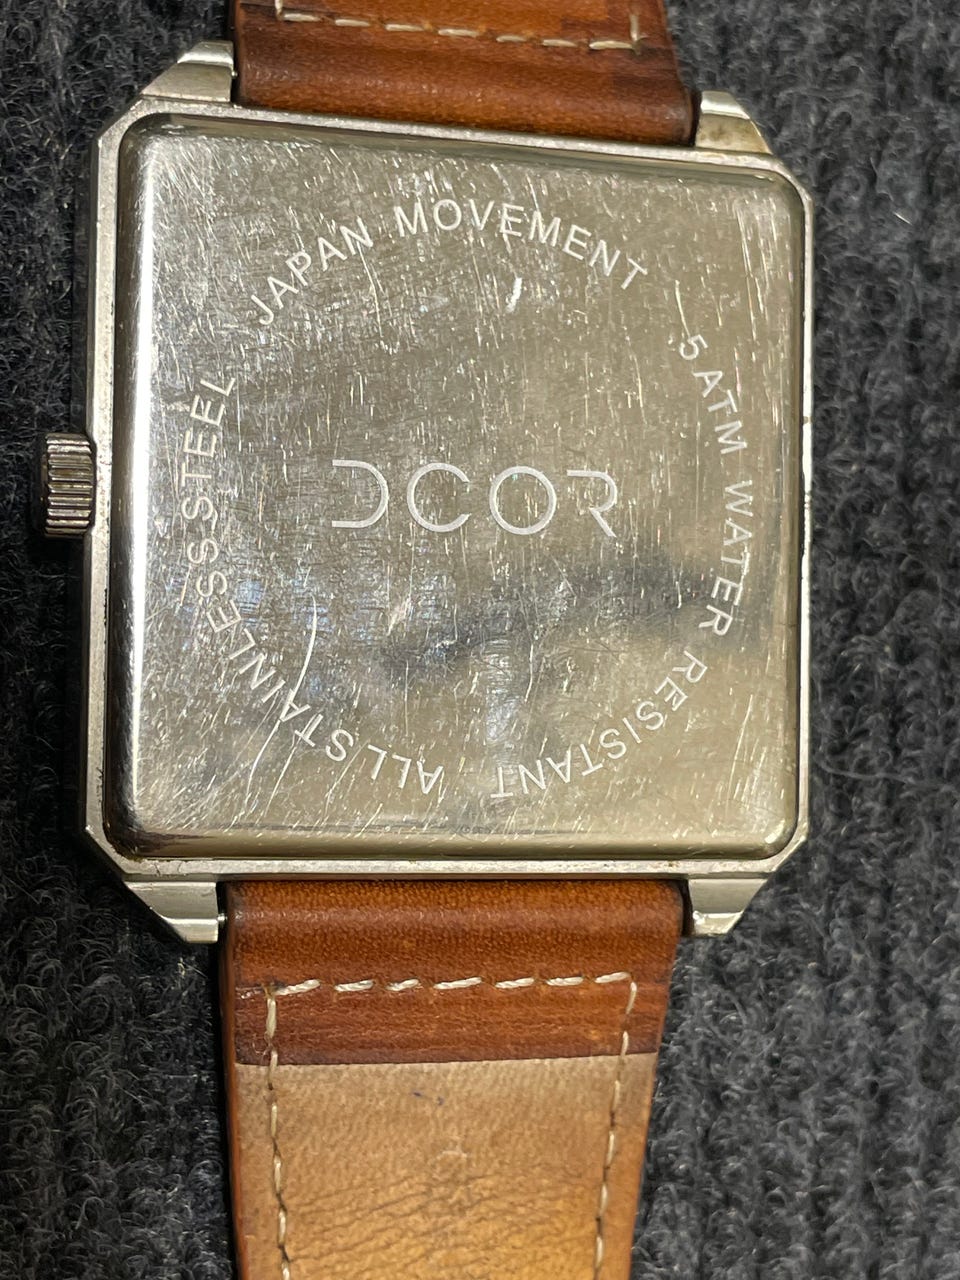 JAPAN MOVEMENT
5 ATM WATER RESISTANT
ALL STAINLESS STEEL
DCOR